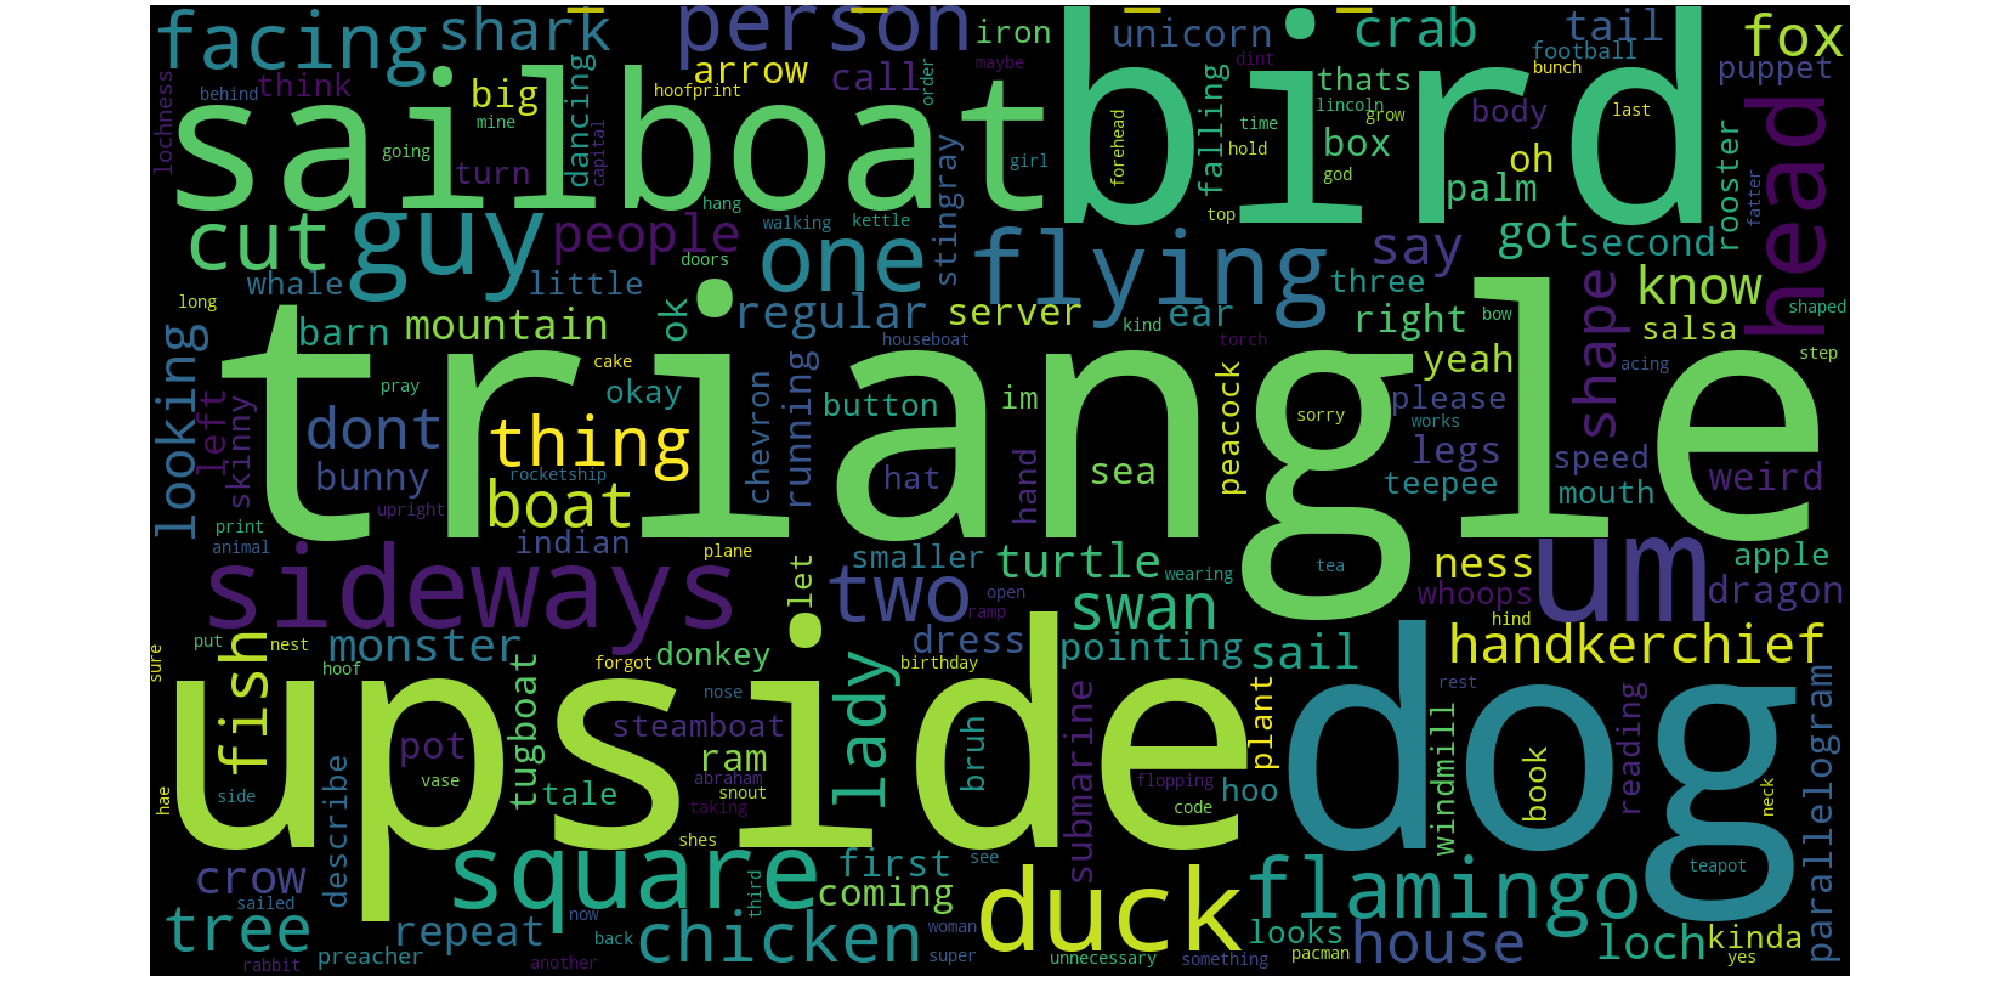 facing
shark
person
iron
unicorn
crab
tail
fox
football
puppet
lochness
think
behind
big
arrow
hoofprint
call
order
maybe
dint
bunch
sailboat
bird
mine
going
turn
dancing
capital
girl
forehead
falling
thats
lincoln
grow
time
hold
box
god
body
last
oh
palm
rooster
fatter
head
cut
guy
people
hang
doors
walking
kettle
one
stingray
flying
top
say
got
second
know
whale
little
long
barn
mountain
ok
regular
server
kind
ear
three
right
bow
shape
salsa
shaped
step
looking
left
skinny
triangle
cake
houseboat
torch
yeah
acing
pray
okay
button
im
peacock
sorry
please
works
dont
thing
chevron
running
bunny
rocketship
hat
hand
sea
legs
speed
weird
teepee
mouth
boat
upright
print
animal
indian
plane
let
smaller
turtle
wearing
tea
ness
um
apple
sideways
two
open
ramp
swan
whoops
dragon
hind
put
nest
sure
hoof
monster
forgot
donkey
dress
birthday
pointing
sail
handkerchief
fish
upside
dog
tugboat
nose
lady
steamboat
bruh
submarine
plant
rest
windmill
reading
parallelogram
pot
vase
ram
abraham
snout
taking
flopping
code
hoo
book
neck
hae
side
tale
shes
describe
square
first
see
teapot
crow
sailed
third
coming
duck
flamingo
tree
repeat
now
back
chicken
woman
super
looks
house
loch
kinda
rabbit
preacher
another
unnecessary
something
pacman
yes